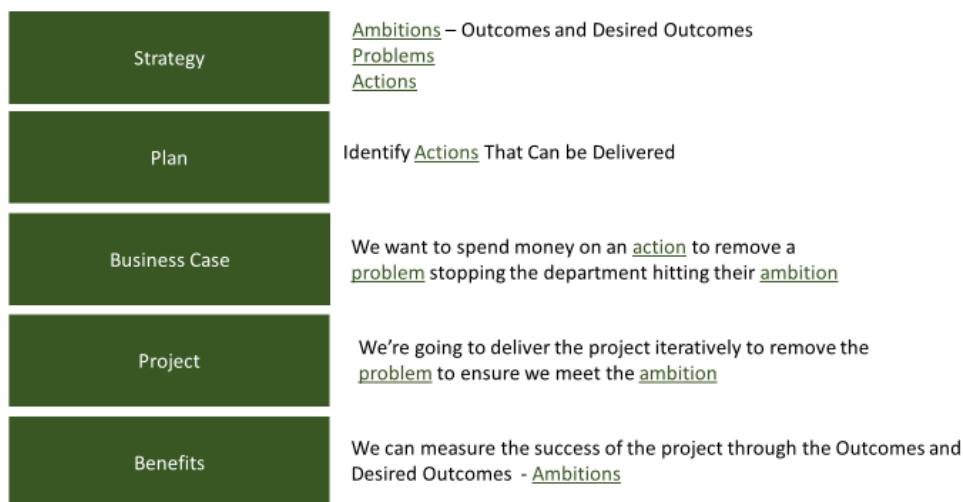 Strategy
Ambitions – Outcomes and Desired Outcomes
Problems
Actions
Plan
Identify Actions That Can be Delivered
Business Case
We want to spend money on an action to remove a
problem stopping the department hitting their ambition
Project
We're going to deliver the project iteratively to remove the
problem to ensure we meet the ambition
Benefits
We can measure the success of the project through the Outcomes and
Desired Outcomes - Ambitions